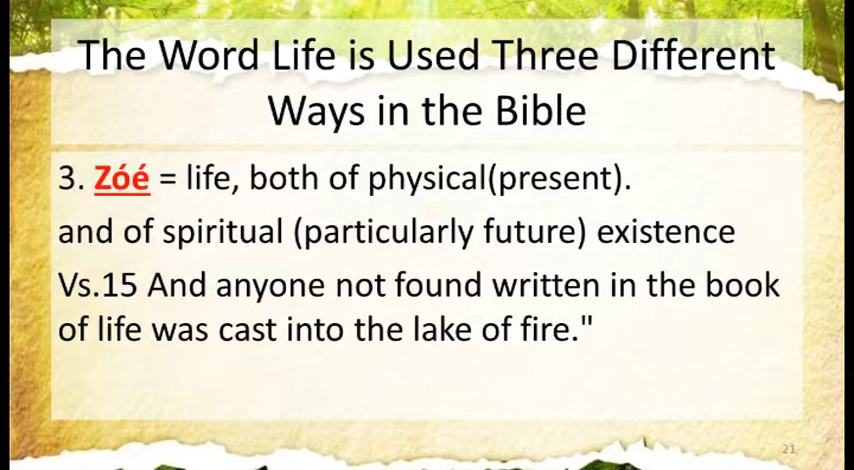 The Word Life is Used Three Different
Ways in the Bible
3. Zóé = life, both of physical(present).
and of spiritual (particularly future) existence
Vs.15 And anyone not found written in the book
of life was cast into the lake of fire."
21